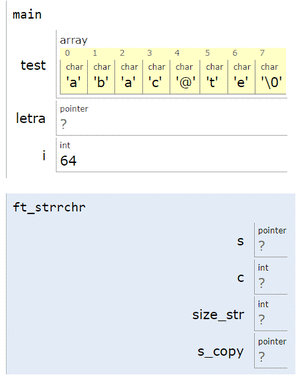 main
array
0 1 2 3 4 5 6 7
test
char char char char char char char char
'a' 'b' 'a' 'c' '@' 't' 'e' '\0'
pointer
letra ?
int
i 64
ft_strrchr
pointer
s ?
int
c ?
int
size_str ?
pointer
s_copy ?